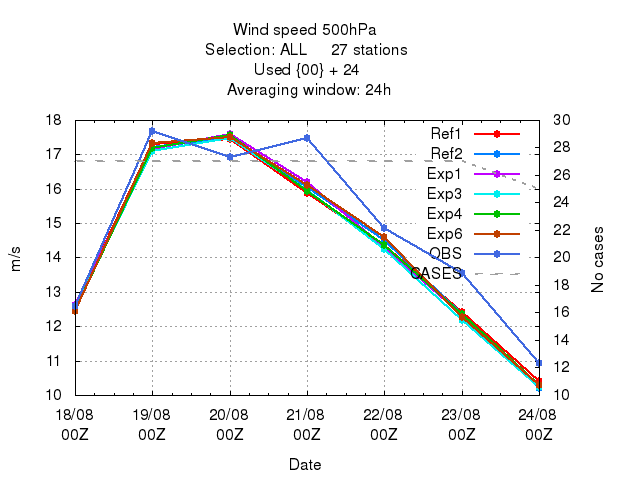 Wind speed 500hPa
Selection: ALL     27 stations
Used {00} + 24
Averaging window: 24h
18
17
16
15
14
13
12
11
10
m/s
30
28
26
24
22
20
18
16
14
12
10
No cases
Ref1
Ref2
Exp1
Exp3
Exp4
Exp6
OBS
CASES
18/08 19/08 20/08 21/08 22/08 23/08 24/08
00Z 00Z 00Z 00Z 00Z 00Z 00Z
Date